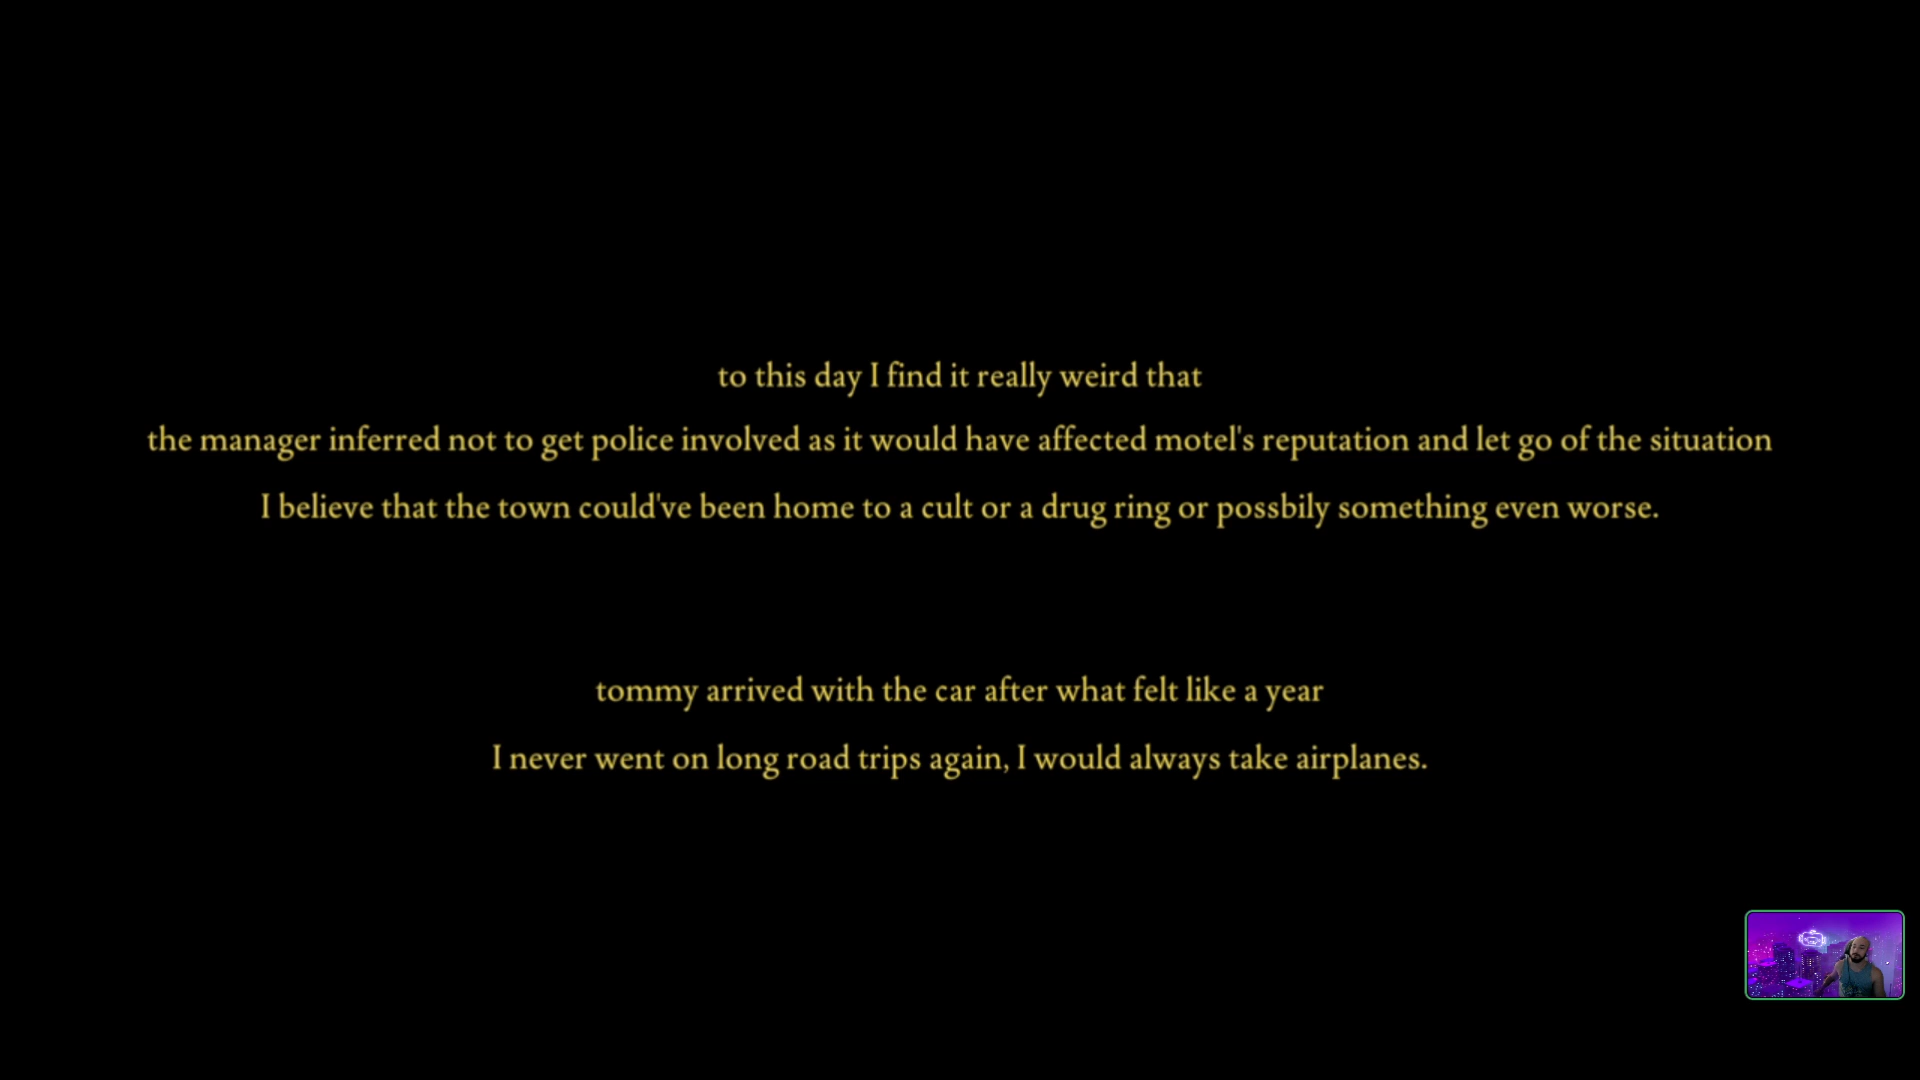 to this day I find it really weird that
the manager inferred not to get police involved as it would have affected motel's reputation and let go of the situation
I believe that the town could've been home to a cult or a drug ring or possbily something even worse.
tommy arrived with the car after what felt like a year
I never went on long road trips again, I would always take airplanes.